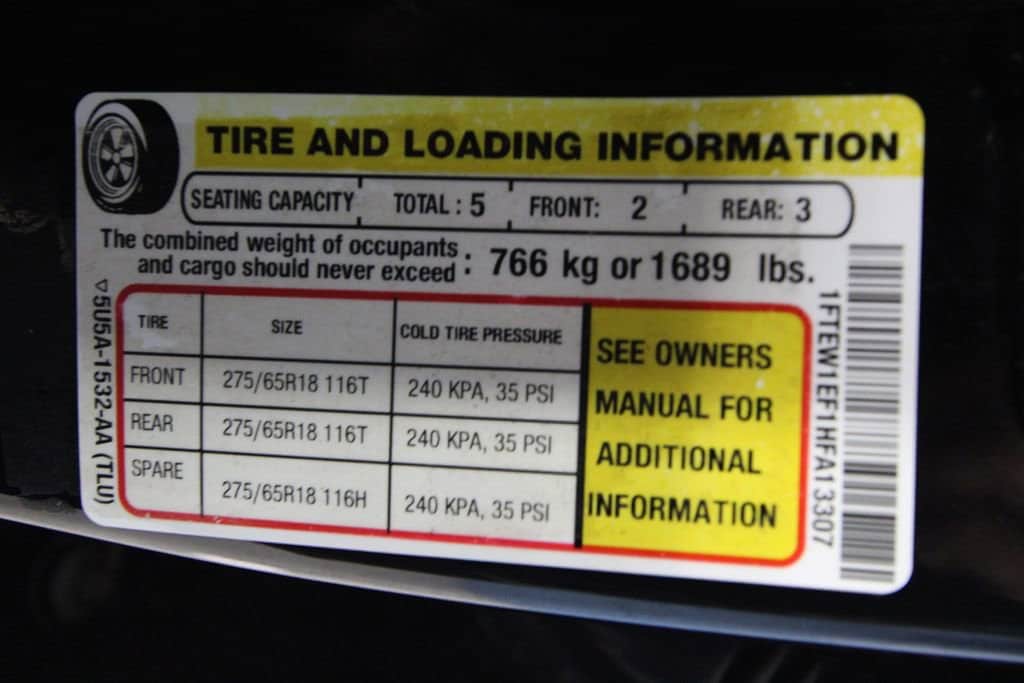 TIRE AND LOADING INFORMATION
SEATING CAPACITY TOTAL : 5 FRONT: 2 REAR: 3
The combined weight of occupants
and cargo should never exceed : 766 kg or 1689 lbs.
TIRE SIZE COLD TIRE PRESSURE
FRONT 275/65R18 116T 240 KPA, 35 PSI
REAR 275/65R18 116T 240 KPA, 35 PSI
SPARE 275/65R18 116H 240 KPA, 35 PSI
SEE OWNERS
MANUAL FOR
ADDITIONAL
INFORMATION
▽5U5A-1532-AA (TLU)
1FTEW1EF1HFA13307